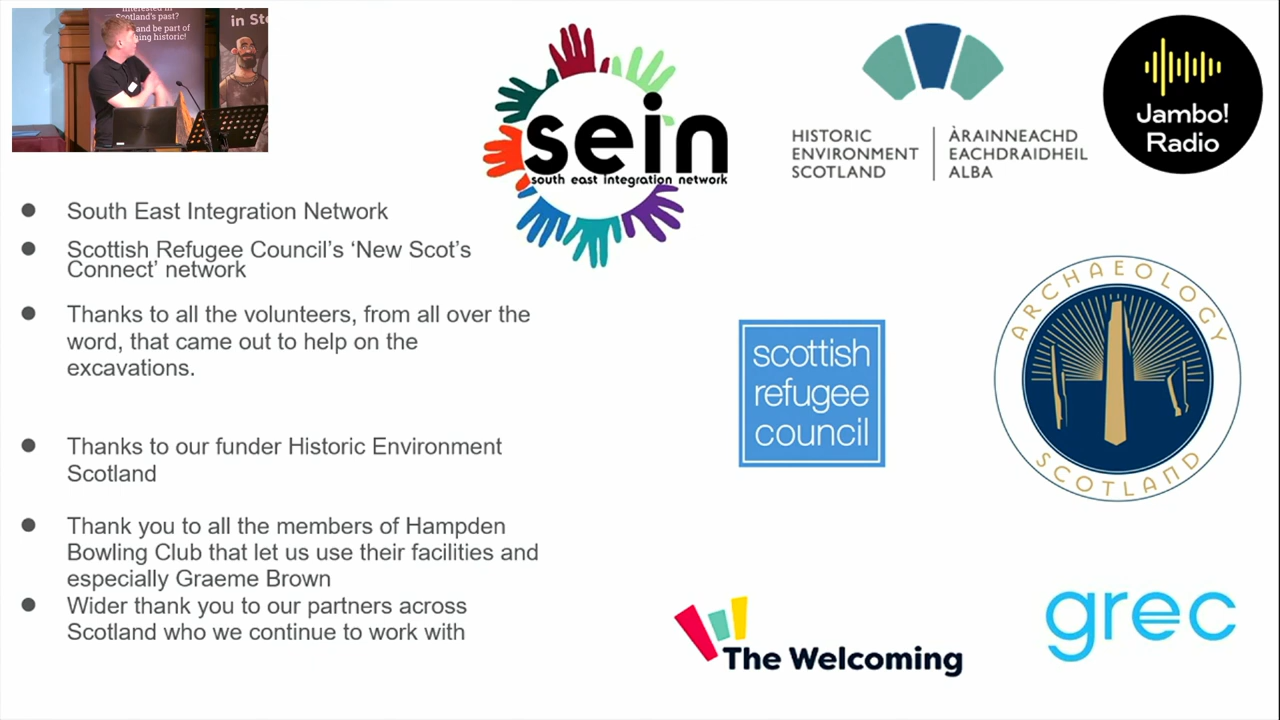 interested in
Scotland's past?
and be part of
hing historic!
in St
sein
south east integration network
HISTORIC
ENVIRONMENT
SCOTLAND
ÀRAINNEACHD
EACHDRAIDHEIL
ALBA
Jambo!
Radio
● South East Integration Network
● Scottish Refugee Council's ‘New Scot's
Connect’ network
● Thanks to all the volunteers, from all over the
word, that came out to help on the
excavations.
● Thanks to our funder Historic Environment
Scotland
● Thank you to all the members of Hampden
Bowling Club that let us use their facilities and
especially Graeme Brown
● Wider thank you to our partners across
Scotland who we continue to work with
scottish
refugee
council
ARCHAEOLOGY
SCOTLAND
The Welcoming
grec